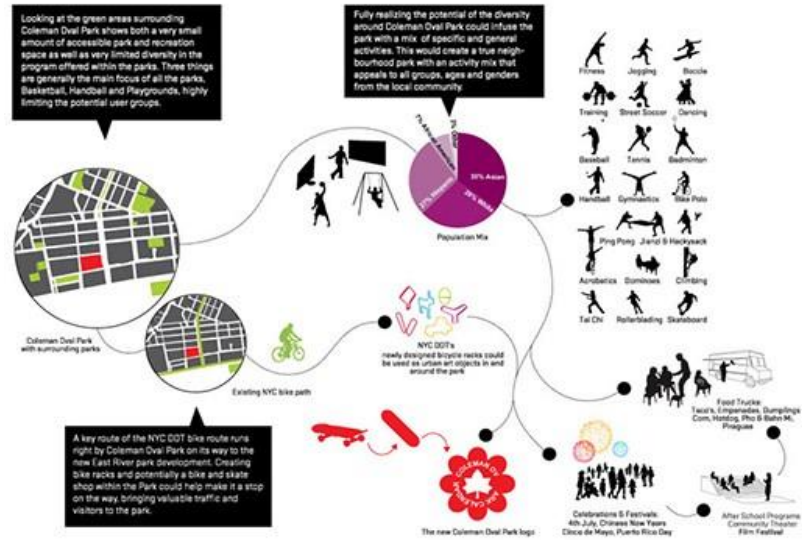 Looking at the green areas surrounding
Coleman Oval Park shows both a very small
amount of accessible park and recreation
space as well as very limited diversity in the
program offered within the parks. Three things
are generally the main focus of all the parks,
Basketball, Handball and Playgrounds, highly
limiting the potential user groups.
Fully realizing the potential of the diversity
around Coleman Oval Park could infuse the
park with a mix of specific and general
activities. This would create a true neigh-
bourhood park with an activity mix that
appeals to all groups, ages and genders
from the local community.
Fitness Jogging Boccie
Training Street Soccer Dancing
Baseball Tennis Badminton
Handball Gymnastics Bike Polo
Ping Pong Jianzi & Hackysack
Acrobatics Dominoes Climbing
Tai Chi Rollerblading Skateboard
7% African American
Other
30% Asian
27% Hispanic
Population Mix
Coleman Oval Park
with surrounding parks
Existing NYC bike path
NYC DOT's
newly designed bicycle racks could
be used as urban art objects in and
around the park
A key route of the NYC DOT bike route runs
right by Coleman Oval Park on its way to the
new East River park development. Creating
bike racks and potentially a bike and skate
shop within the Park could help make it a stop
on the way, bringing valuable traffic and
visitors to the park.
COLEMAN OV
The new Coleman Oval Park logo
Food Trucks:
Taco's, Empanadas, Dumplings
Corn, Hotdog, Pho & Bahn Mi,
Piraguas
Celebrations & Festivals:
4th July, Chinese New Years
Cinco de Mayo, Puerto Rico Day
After School Programs
Community Theater
Film Festival